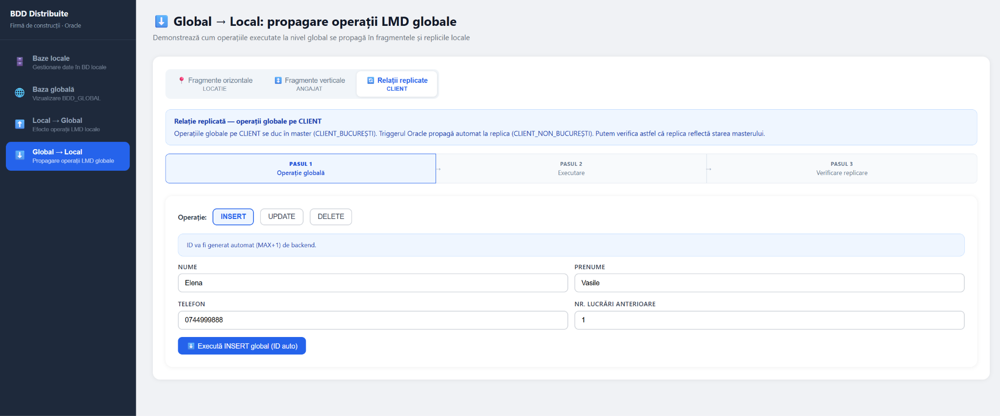 BDD Distribuite
Firmă de construcții · Oracle
Baze locale
Gestionare date în BD locale
Baza globală
Vizualizare BDD_GLOBAL
Local → Global
Efecte operații LMD locale
Global → Local
Propagare operații LMD globale
Global → Local: propagare operații LMD globale
Demonstrează cum operațiile executate la nivel global se propagă în fragmentele și replicile locale
Fragmente orizontale
LOCATIE
Fragmente verticale
ANGAJAT
Relații replicate
CLIENT
Relație replicată — operații globale pe CLIENT
Operațiile globale pe CLIENT se duc în master (CLIENT_BUCUREȘTI). Triggerul Oracle propagă automat la replica (CLIENT_NON_BUCUREȘTI). Putem verifica astfel că replica reflectă starea masterului.
PASUL 1
Operație globală
→
PASUL 2
Executare
→
PASUL 3
Verificare replicare
Operație: INSERT UPDATE DELETE
ID va fi generat automat (MAX+1) de backend.
NUME
Elena
PRENUME
Vasile
TELEFON
0744999888
NR. LUCRĂRI ANTERIOARE
1
Execută INSERT global (ID auto)